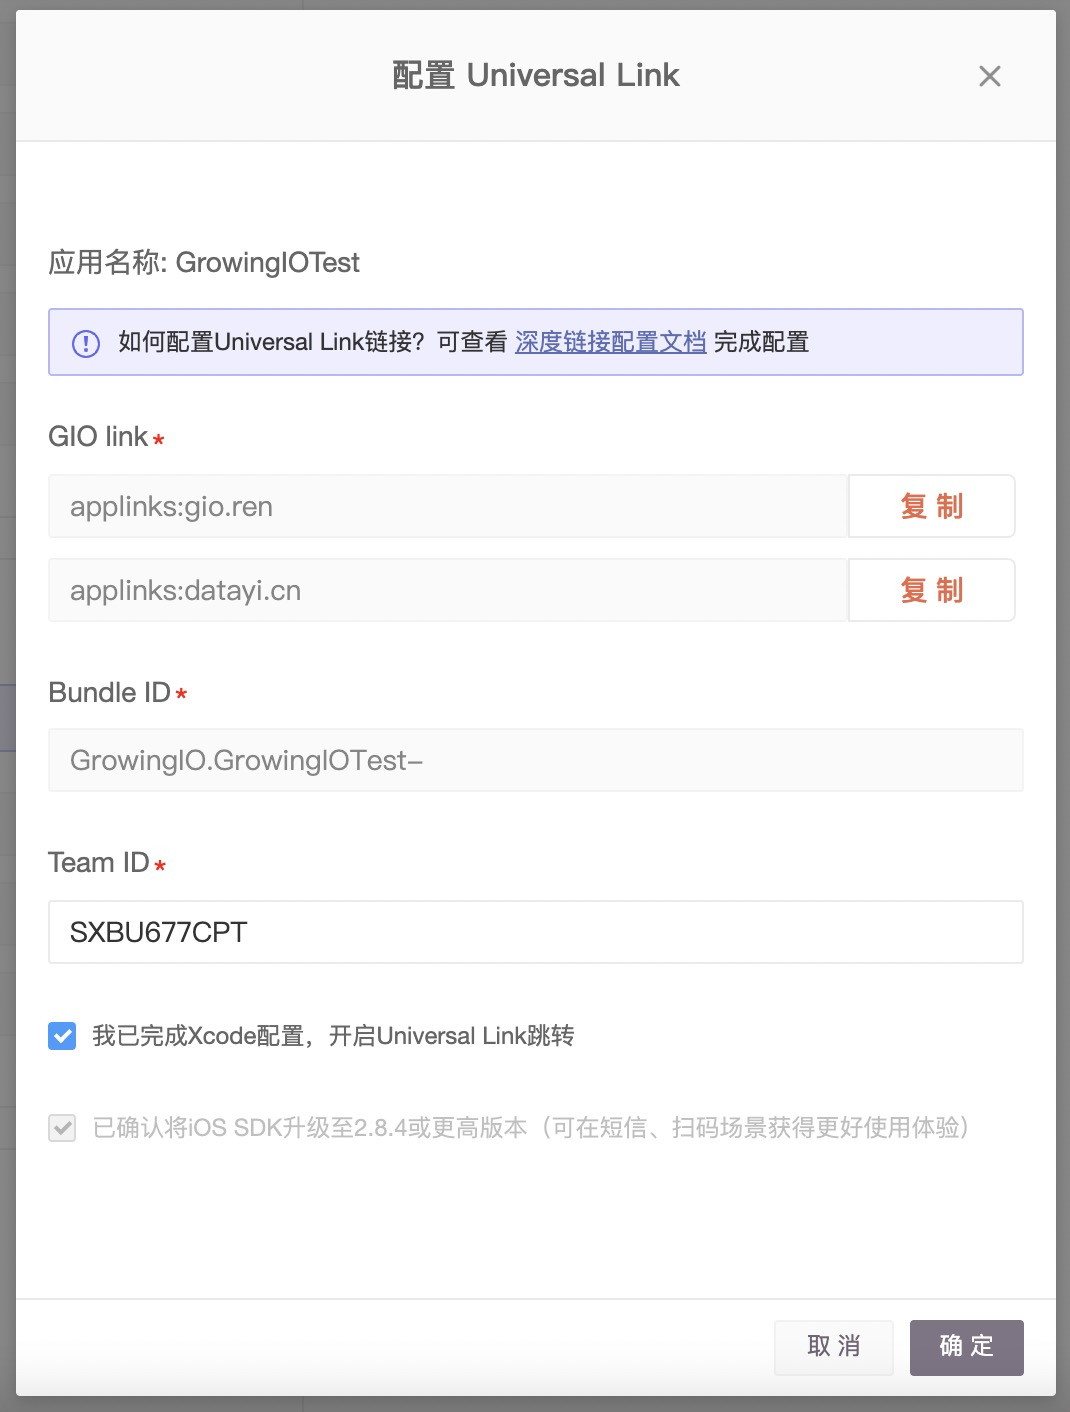 配置 Universal Link
应用名称: GrowingIOTest
如何配置Universal Link链接？可查看 深度链接配置文档 完成配置
GIO link*
applinks:gio.ren 复 制
applinks:datayi.cn 复 制
Bundle ID*
GrowingIO.GrowingIOTest-
Team ID*
SXBU677CPT
我已完成Xcode配置，开启Universal Link跳转
已确认将iOS SDK升级至2.8.4或更高版本（可在短信、扫码场景获得更好使用体验）
取 消 确 定